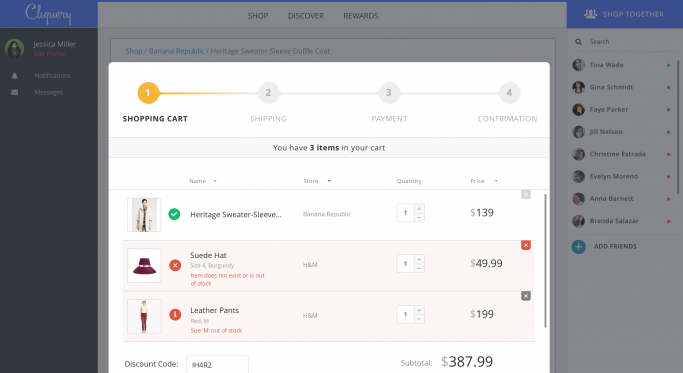 Cliquery
SHOP DISCOVER REWARDS
SHOP TOGETHER
Jessica Miller
Edit Profile
Notifications
Messages
Shop / Banana Republic / Heritage Sweater-Sleeve Duffle Coat
Search
Tina Wade
Gina Schmidt
Faye Parker
Jill Nelson
Christine Estrada
Evelyn Moreno
Anna Barnett
Brenda Salazar
ADD FRIENDS
1 2 3 4
SHOPPING CART SHIPPING PAYMENT CONFIRMATION
You have 3 items in your cart
Name Store Quantity Price
Heritage Sweater-Sleeve... Banana Republic 1 $139
Suede Hat
Size 4, Burgundy
Item does not exist or is out
of stock
H&M 1 $49.99
Leather Pants
Red, M
Size 'M' out of stock
H&M 1 $199
Discount Code: IH4R2
Subtotal: $387.99